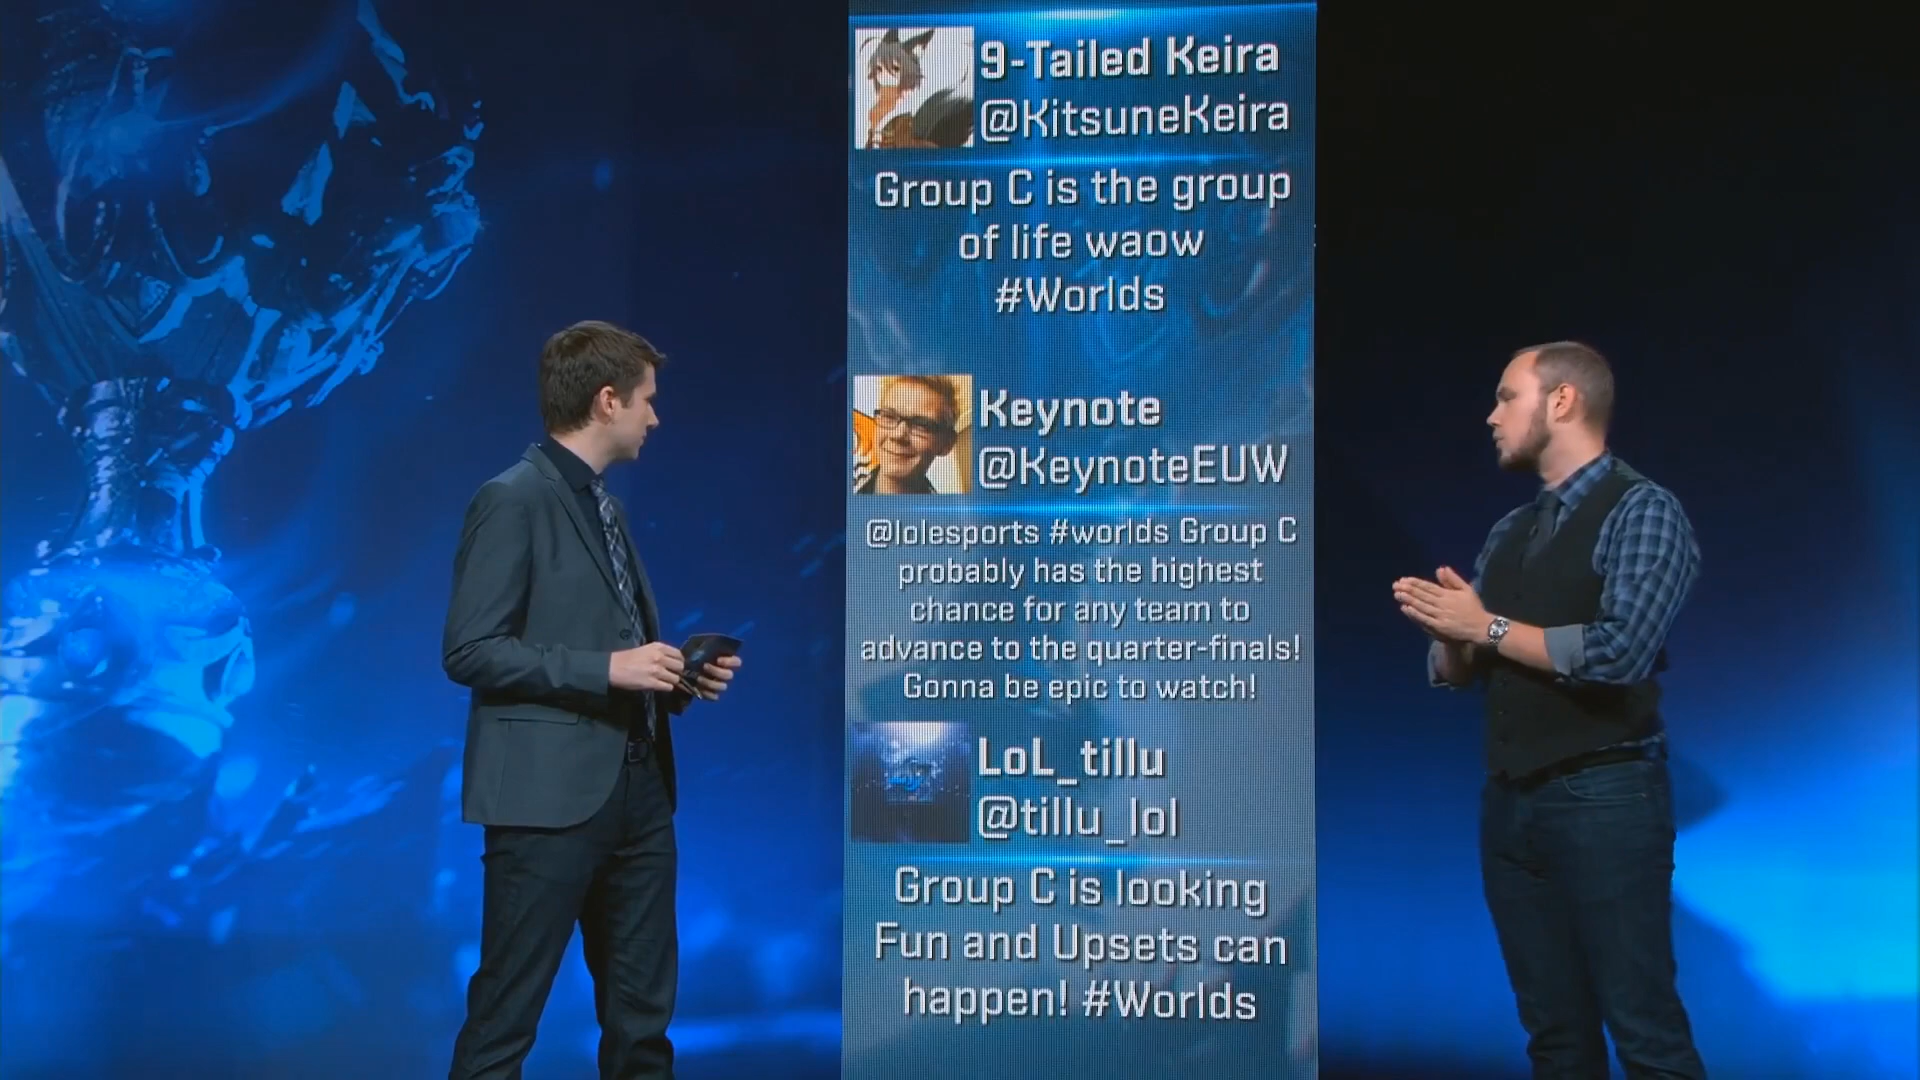 9-Tailed Keira
@KitsuneKeira
Group C is the group
of life waow
#Worlds
Keynote
@KeynoteEUW
@lolesports #worlds Group C
probably has the highest
chance for any team to
advance to the quarter-finals!
Gonna be epic to watch!
LoL_tillu
@tillu_lol
Group C is looking
Fun and Upsets can
happen! #Worlds